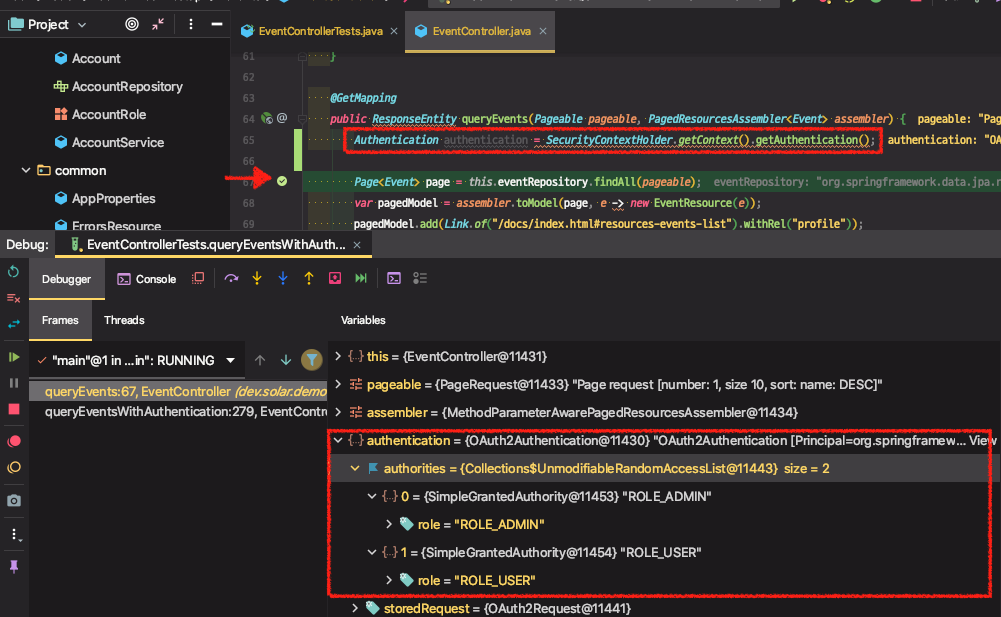 Project
EventControllerTests.java
EventController.java
Account
AccountRepository
AccountRole
AccountService
common
AppProperties
ErrorsResource
61 }
62
63 @GetMapping
64 @ public ResponseEntity queryEvents(Pageable pageable, PagedResourcesAssembler<Event> assembler) { pageable: "Pag
65 Authentication authentication = SecurityContextHolder.getContext().getAuthentication(); authentication: "OA
66
Page<Event> page = this.eventRepository.findAll(pageable); eventRepository: "org.springframework.data.jpa.r
68 var pagedModel = assembler.toModel(page, e -> new EventResource(e));
69 pagedModel.add(Link.of("/docs/index.html#resources-events-list").withRel("profile"));
Debug: EventControllerTests.queryEventsWithAuth...
Debugger Console
Frames Threads Variables
"main"@1 in ...in": RUNNING
queryEvents:67, EventController (dev.solar.demo
queryEventsWithAuthentication:279, EventContro
this = {EventController@11431}
pageable = {PageRequest@11433} "Page request [number: 1, size 10, sort: name: DESC]"
assembler = {MethodParameterAwarePagedResourcesAssembler@11434}
authentication = {OAuth2Authentication@11430} "OAuth2Authentication [Principal=org.springframew... View
authorities = {Collections$UnmodifiableRandomAccessList@11443} size = 2
0 = {SimpleGrantedAuthority@11453} "ROLE_ADMIN"
role = "ROLE_ADMIN"
1 = {SimpleGrantedAuthority@11454} "ROLE_USER"
role = "ROLE_USER"
storedRequest = {OAuth2Request@11441}